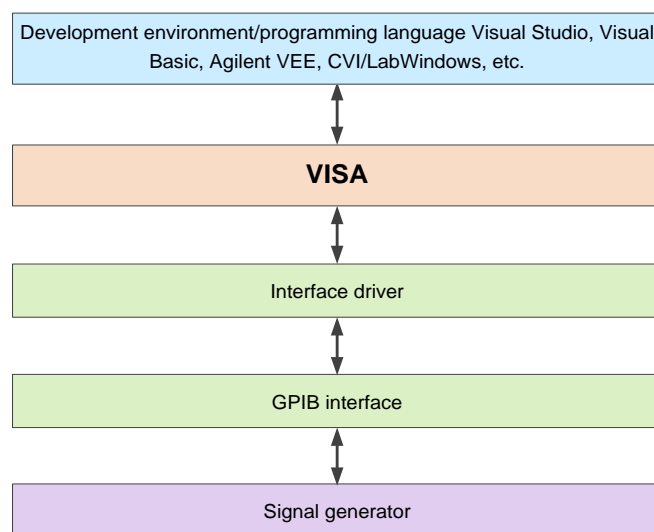 Development environment/programming language Visual Studio, Visual
Basic, Agilent VEE, CVI/LabWindows, etc.
VISA
Interface driver
GPIB interface
Signal generator